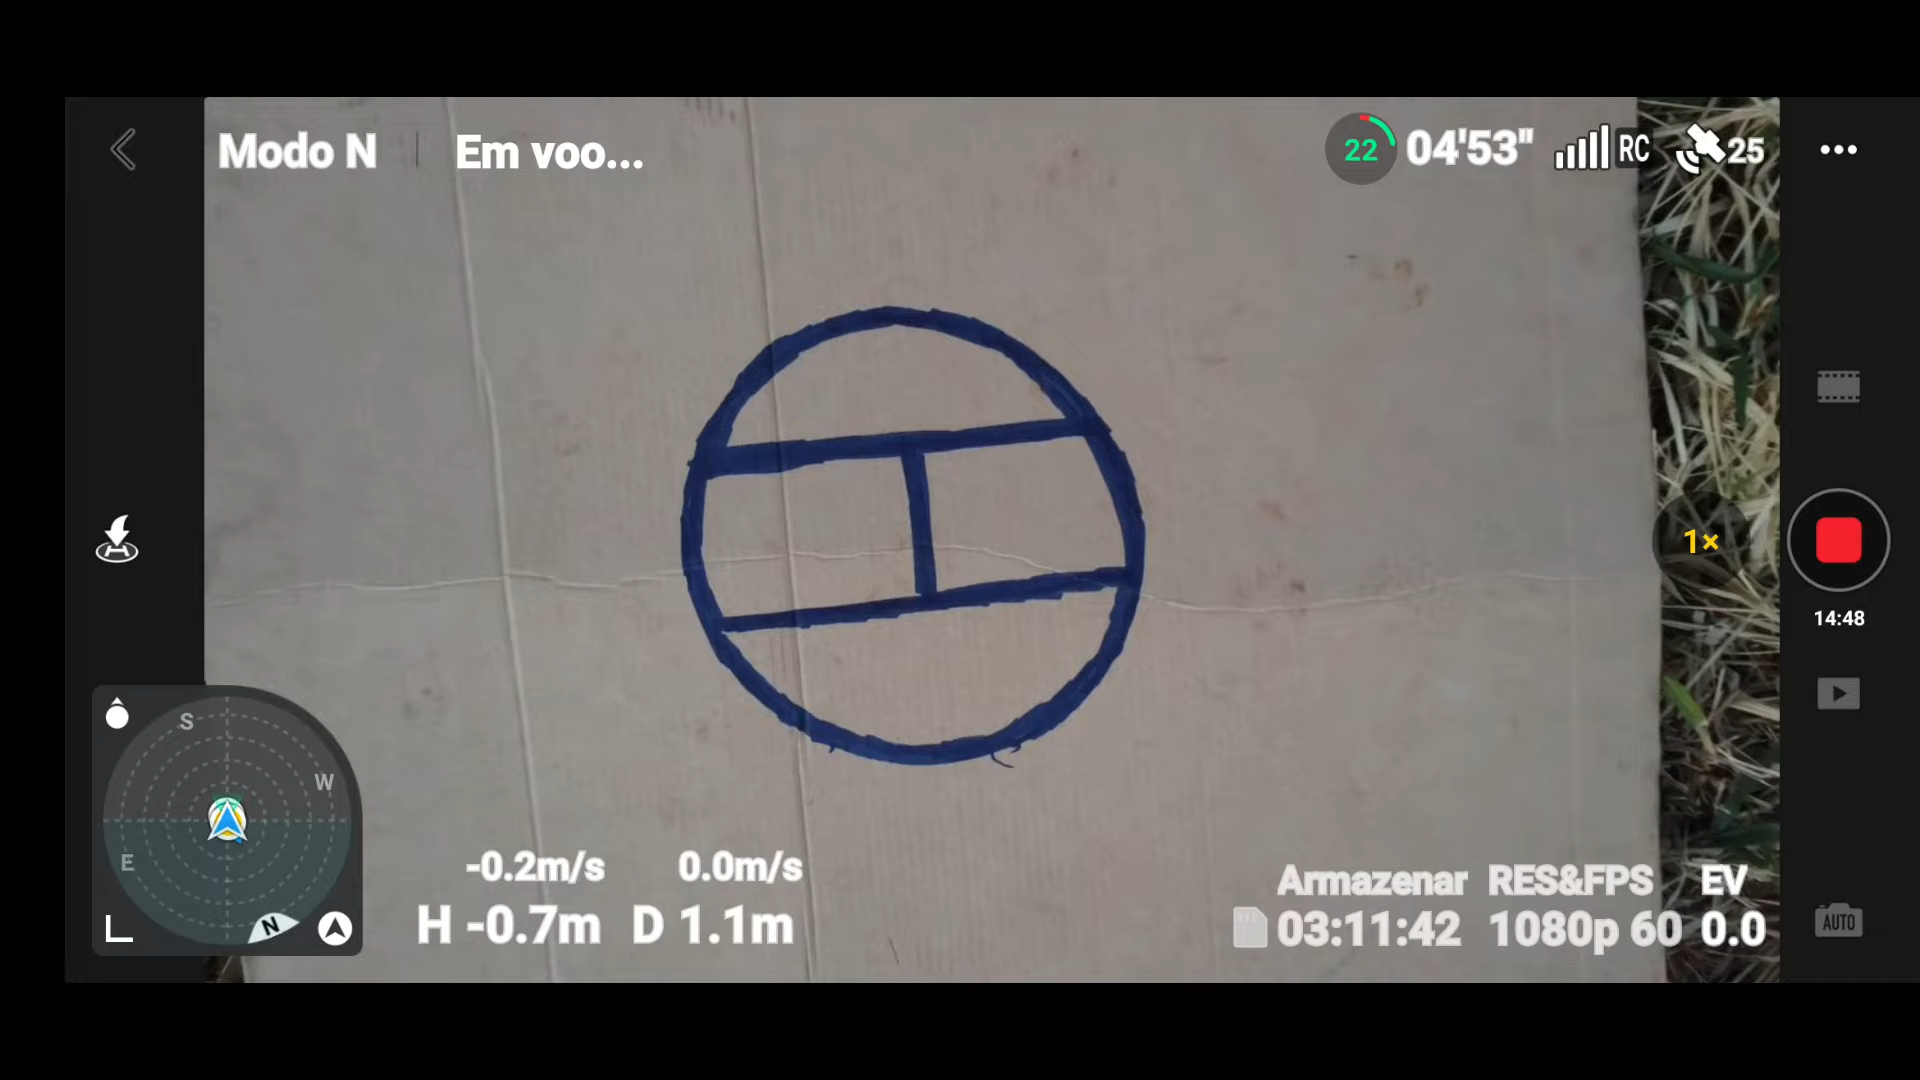 Modo N | Em voo...
22 04'53" RC 25
1×
14:48
S
W
E
N
-0.2m/s 0.0m/s
H -0.7m D 1.1m
Armazenar RES&FPS EV
03:11:42 1080p 60 0.0
AUTO